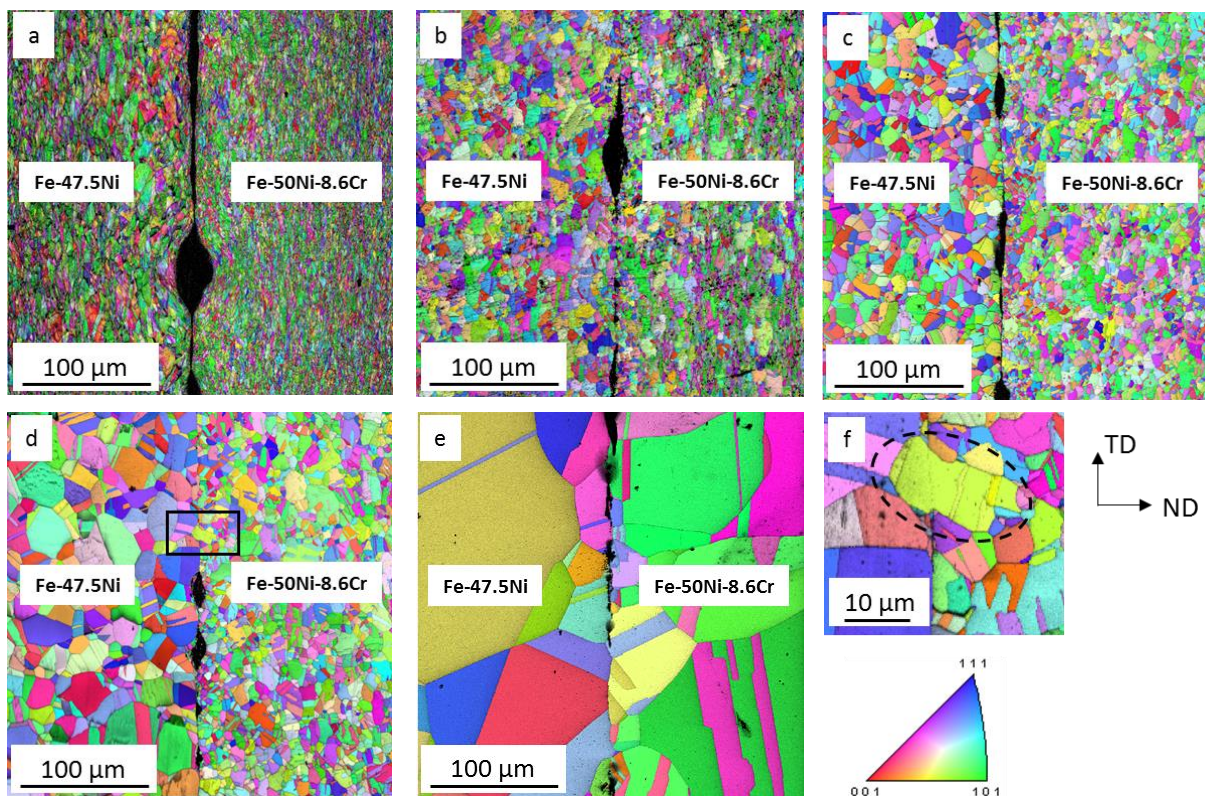 a
Fe-47.5Ni
Fe-50Ni-8.6Cr
100 µm
b
Fe-47.5Ni
Fe-50Ni-8.6Cr
100 µm
c
Fe-47.5Ni
Fe-50Ni-8.6Cr
100 µm
d
Fe-47.5Ni
Fe-50Ni-8.6Cr
100 µm
e
Fe-47.5Ni
Fe-50Ni-8.6Cr
100 µm
f
10 µm
TD
ND
111
001
101